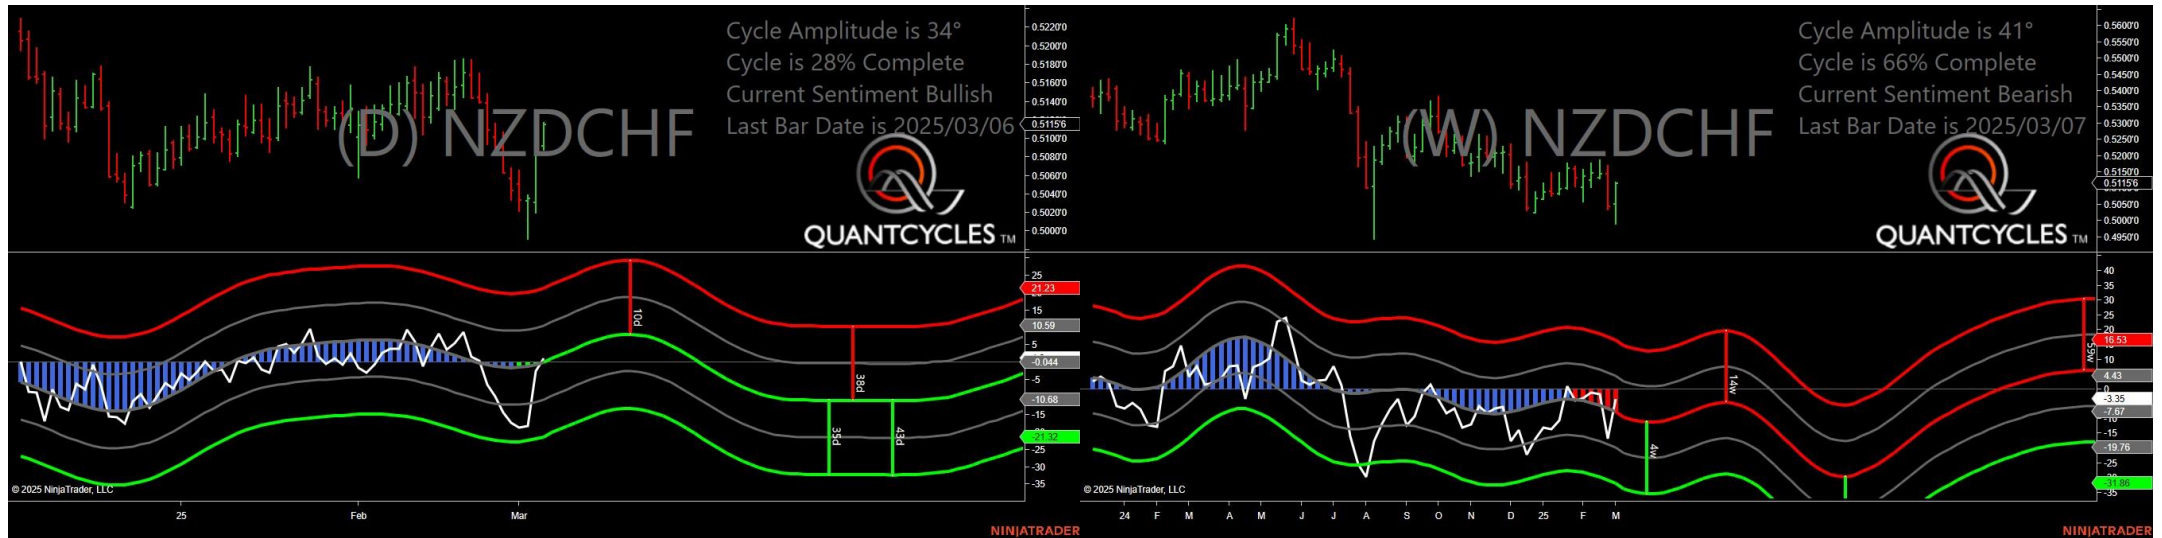 Cycle Amplitude is 34°
Cycle is 28% Complete
Current Sentiment Bullish
Last Bar Date is 2025/03/06
(D) NZDCHF
QUANTCYCLES TM
0.5220'0
0.5200'0
0.5180'0
0.5160'0
0.5140'0
0.5115'6
0.5100'0
0.5080'0
0.5060'0
0.5040'0
0.5020'0
0.5000'0
25
21.23
15
10.59
5
-0.044
-5
-10.68
-15
-21.32
-25
-30
-35
10d
38d
35d
43d
© 2025 NinjaTrader, LLC
25
Feb
Mar
NINJATRADER
Cycle Amplitude is 41°
Cycle is 66% Complete
Current Sentiment Bearish
Last Bar Date is 2025/03/07
(W) NZDCHF
QUANTCYCLES TM
0.5600'0
0.5550'0
0.5500'0
0.5450'0
0.5400'0
0.5350'0
0.5300'0
0.5250'0
0.5200'0
0.5150'0
0.5115'6
0.5050'0
0.5000'0
0.4950'0
40
35
30
25
20
16.53
10
4.43
0
-3.35
-7.67
-10
-15
-19.76
-25
-31.86
-35
4w
14w
59w
© 2025 NinjaTrader, LLC
24
F
M
A
M
J
J
A
S
O
N
D
25
F
M
NINJATRADER